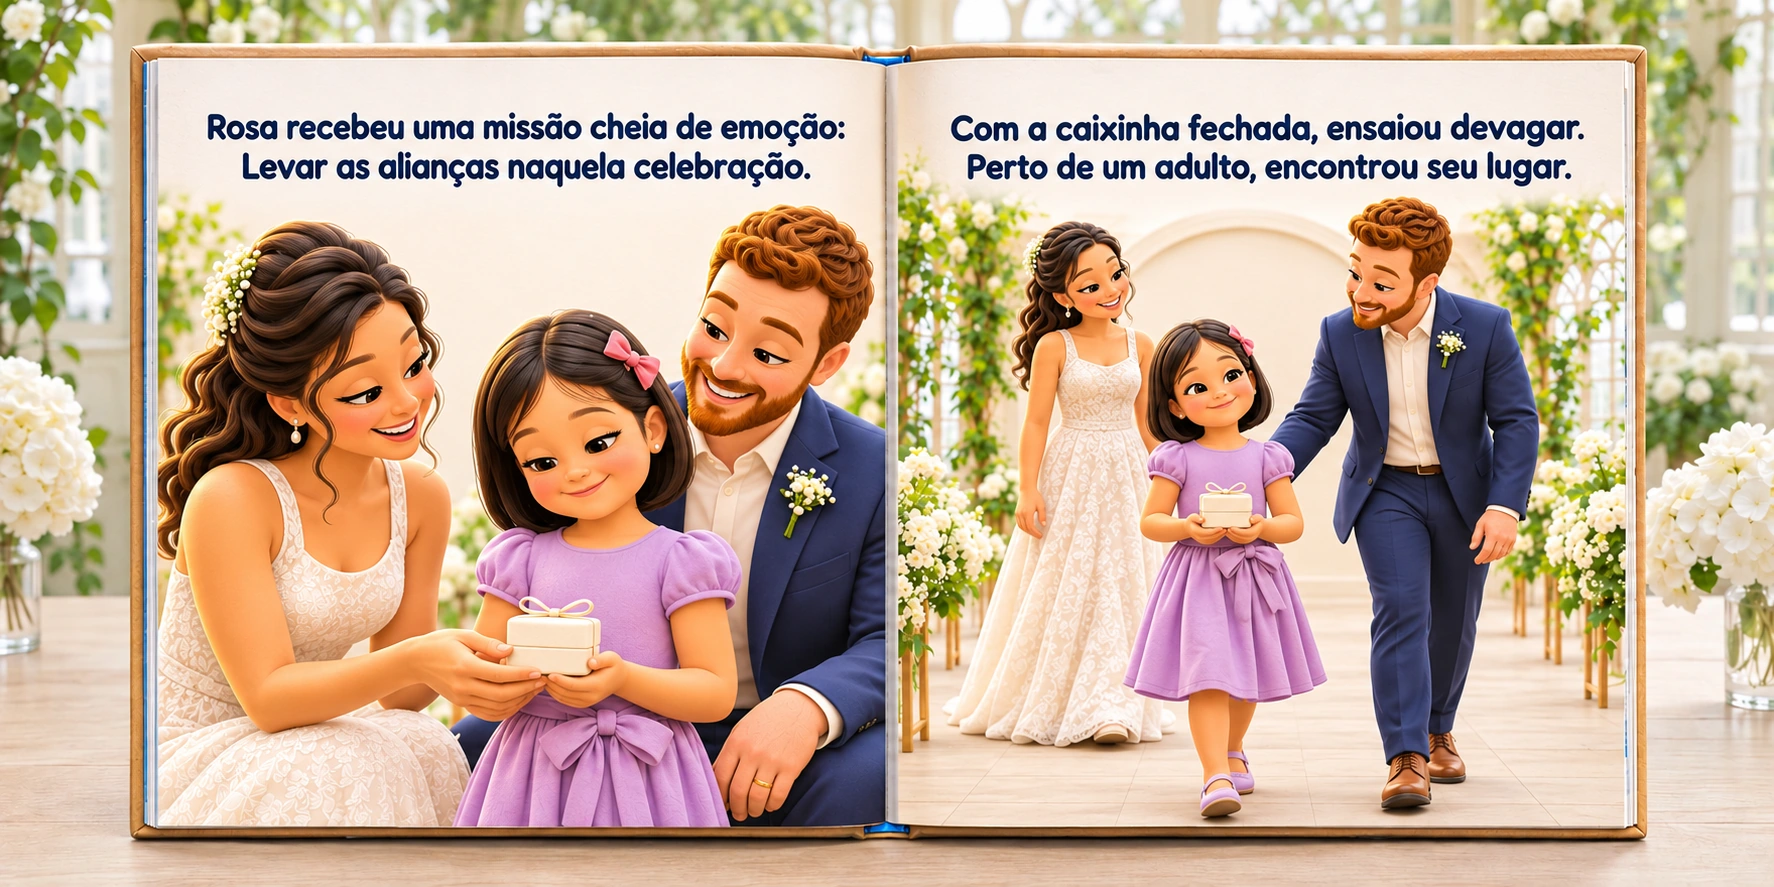 Rosa recebeu uma missão cheia de emoção:
Levar as alianças naquela celebração.
Com a caixinha fechada, ensaiou devagar.
Perto de um adulto, encontrou seu lugar.